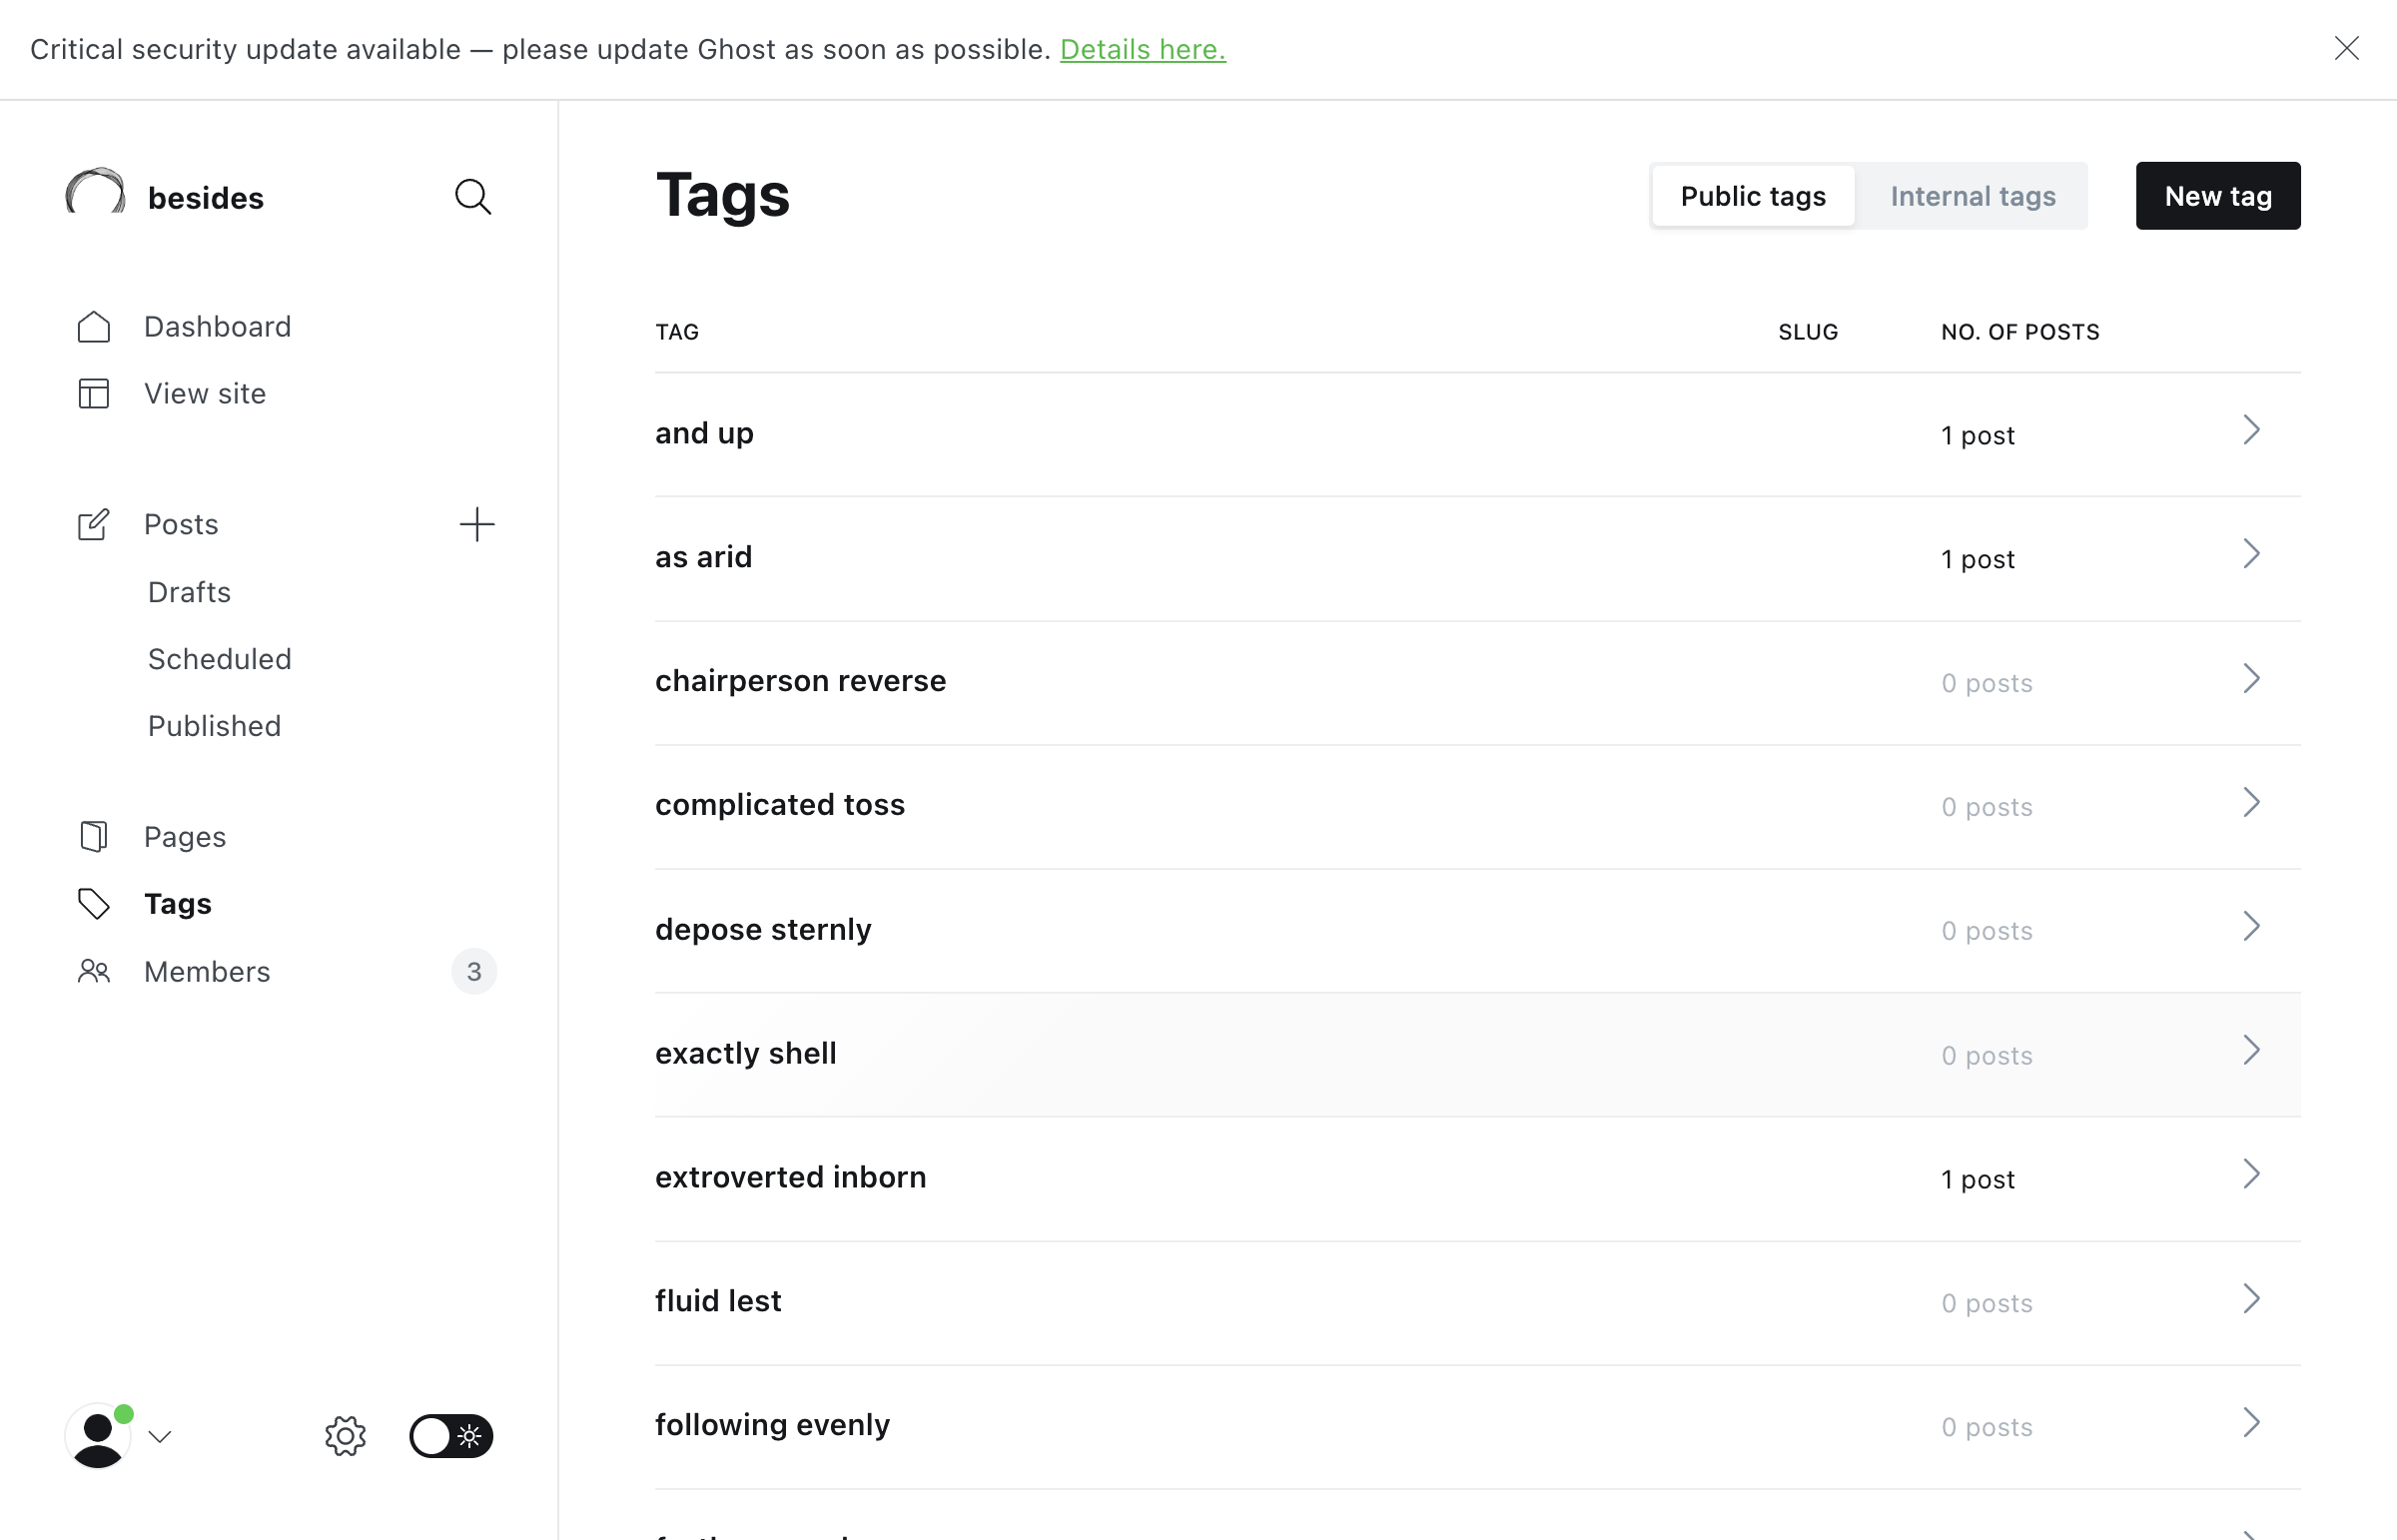 Critical security update available — please update Ghost as soon as possible. Details here.
besides
Dashboard
View site
Posts
Drafts
Scheduled
Published
Pages
Tags
Members 3
Tags
Public tags Internal tags New tag
TAG SLUG NO. OF POSTS
and up 1 post
as arid 1 post
chairperson reverse 0 posts
complicated toss 0 posts
depose sternly 0 posts
exactly shell 0 posts
extroverted inborn 1 post
fluid lest 0 posts
following evenly 0 posts